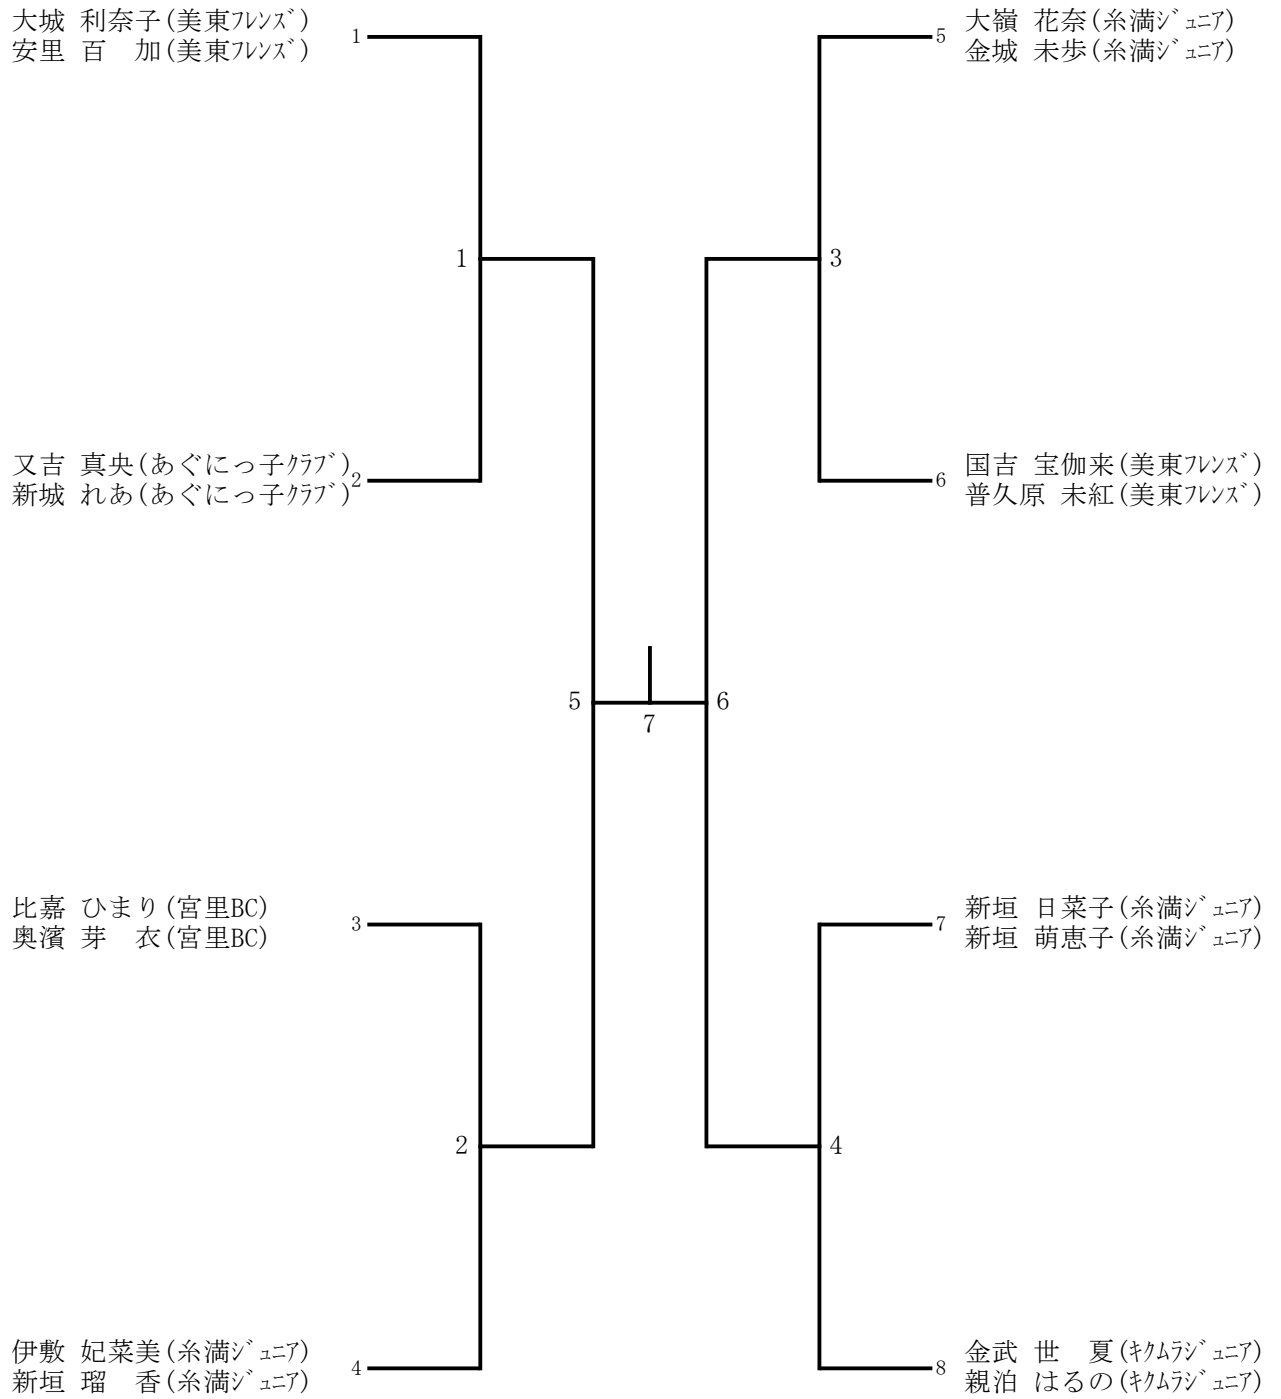 大城 利奈子(美東ﾌﾚﾝｽﾞ)
安里 百　加(美東ﾌﾚﾝｽﾞ)
1
又吉 真央(あぐにっ子ｸﾗﾌﾞ)
新城 れあ(あぐにっ子ｸﾗﾌﾞ)
2
1
比嘉 ひまり(宮里BC)
奥濱 芽　衣(宮里BC)
3
伊敷 妃菜美(糸満ｼﾞｭﾆｱ)
新垣 瑠　香(糸満ｼﾞｭﾆｱ)
4
2
5
7
6
5
大嶺 花奈(糸満ｼﾞｭﾆｱ)
金城 未歩(糸満ｼﾞｭﾆｱ)
3
6
国吉 宝伽来(美東ﾌﾚﾝｽﾞ)
普久原 未紅(美東ﾌﾚﾝｽﾞ)
7
新垣 日菜子(糸満ｼﾞｭﾆｱ)
新垣 萌恵子(糸満ｼﾞｭﾆｱ)
4
8
金武 世　夏(ｷｸﾑﾗｼﾞｭﾆｱ)
親泊 はるの(ｷｸﾑﾗｼﾞｭﾆｱ)